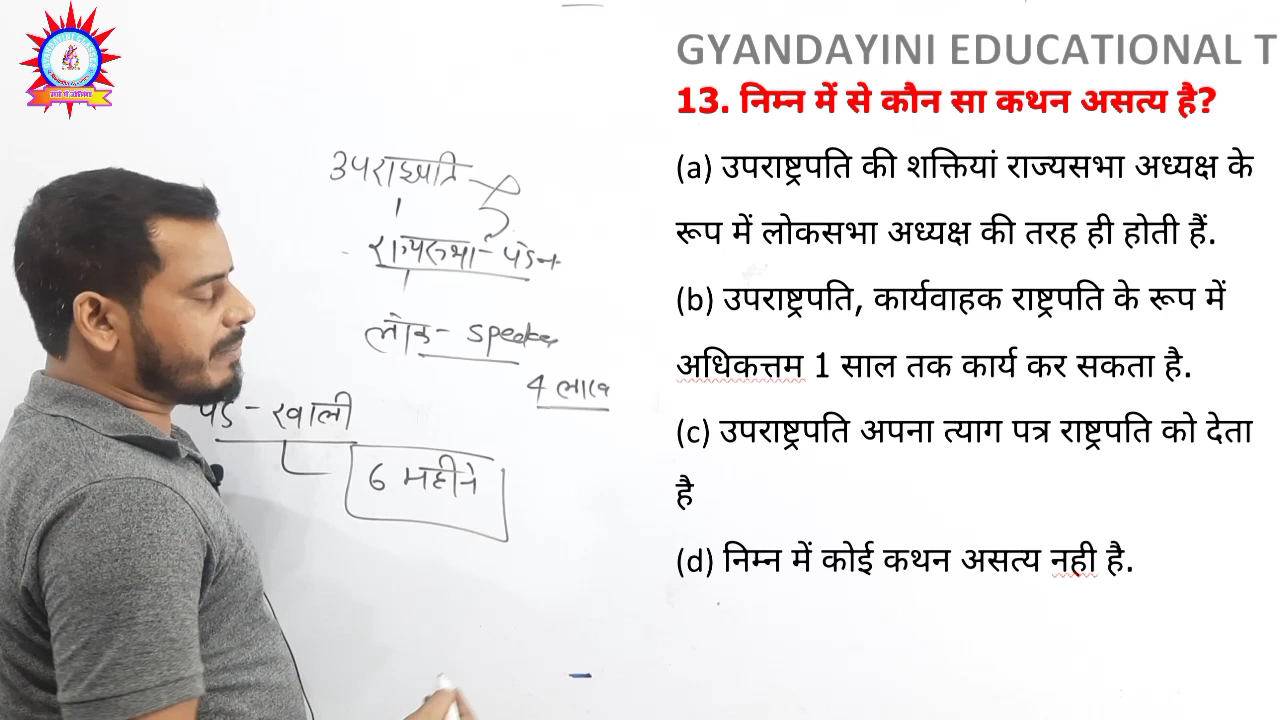 GYANDAYINI EDUCATIONAL T
13. निम्न में से कौन सा कथन असत्य है?
(a) उपराष्ट्रपति की शक्तियां राज्यसभा अध्यक्ष के
रूप में लोकसभा अध्यक्ष की तरह ही होती हैं.
(b) उपराष्ट्रपति, कार्यवाहक राष्ट्रपति के रूप में
अधिकत्तम 1 साल तक कार्य कर सकता है.
(c) उपराष्ट्रपति अपना त्याग पत्र राष्ट्रपति को देता
है
(d) निम्न में कोई कथन असत्य नही है.
उपराष्ट्रपति
राज्यसभा - पदेन
लोक - speaker
4 लाख
पद - खाली
6 महीने